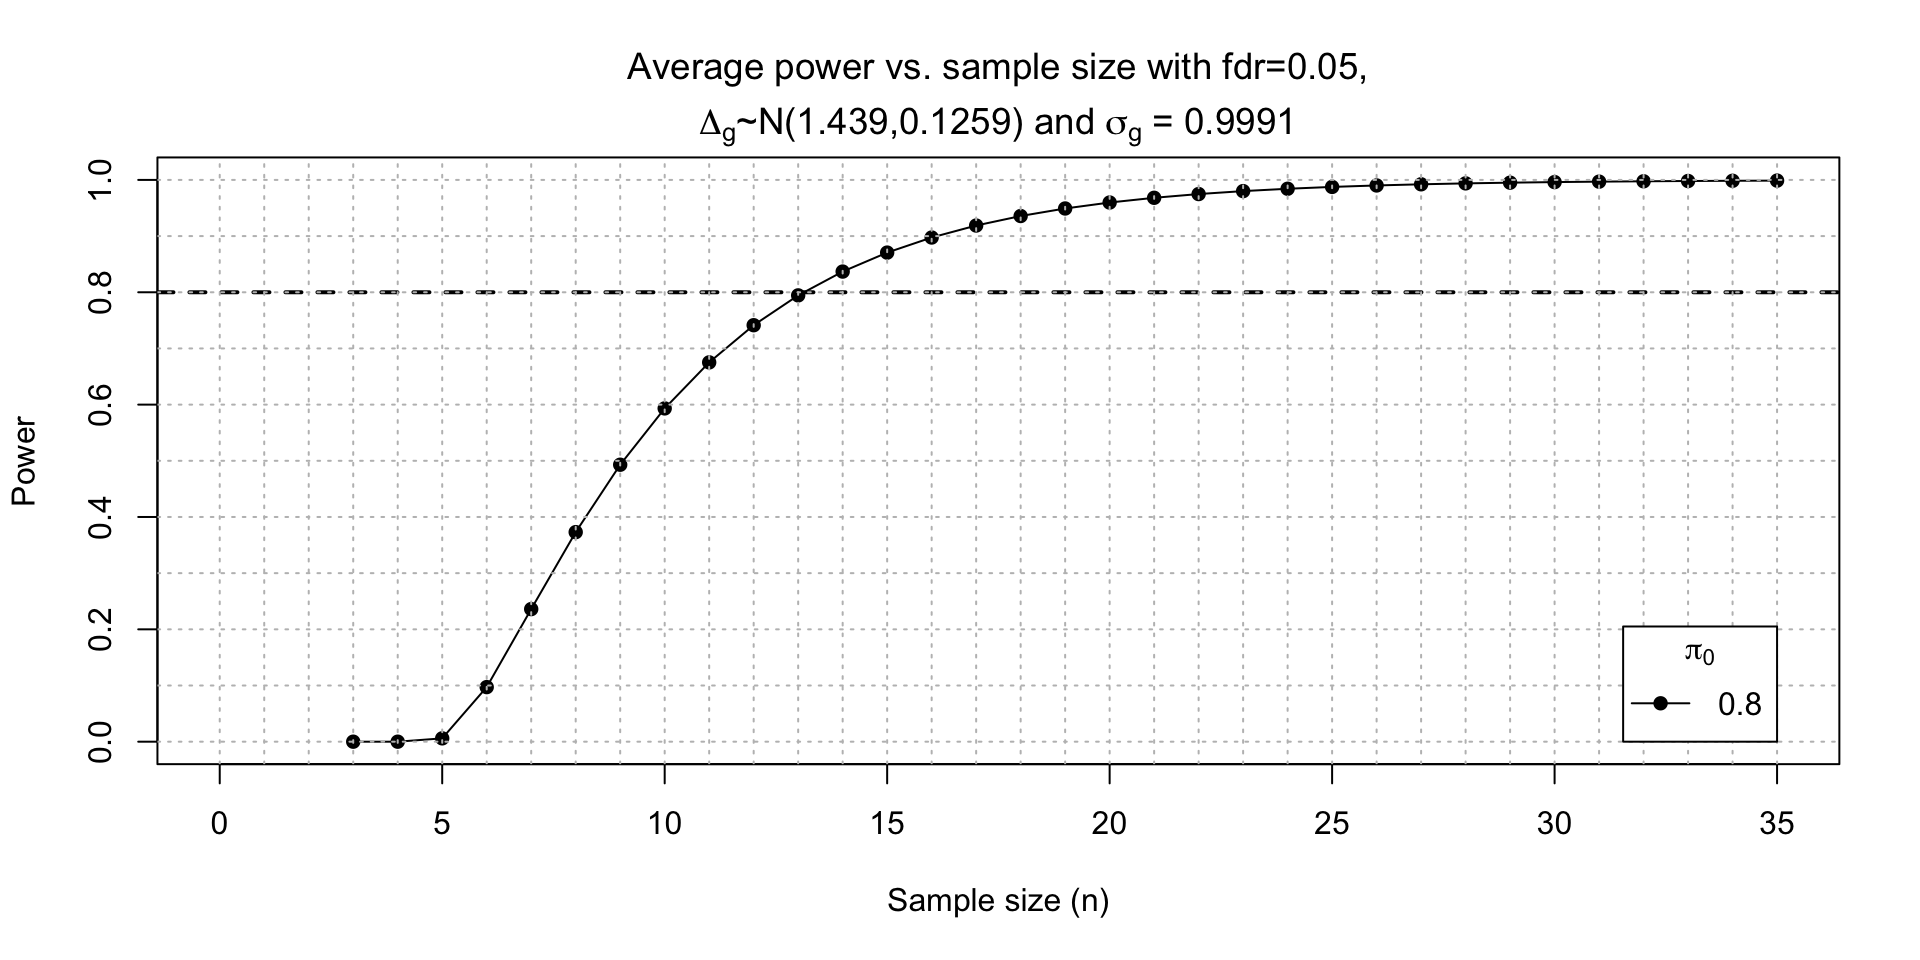 Average power vs. sample size with fdr=0.05,
Δg~N(1.439,0.1259) and σg = 0.9991
Power
1.0
0.8
0.6
0.4
0.2
0.0
π0
0.8
0 5 10 15 20 25 30 35
Sample size (n)